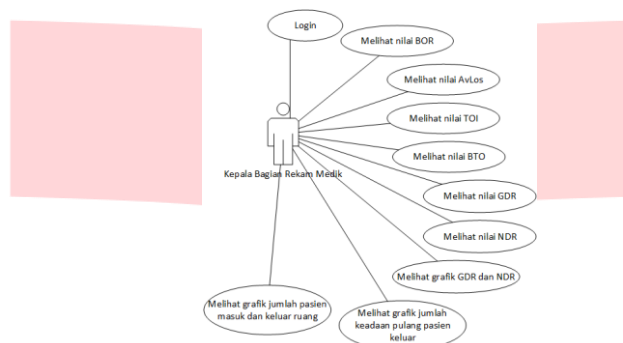 Login
Melihat nilai BOR
Melihat nilai AvLos
Melihat nilai TOI
Melihat nilai BTO
Kepala Bagian Rekam Medik
Melihat nilai GDR
Melihat nilai NDR
Melihat grafik GDR dan NDR
Melihat grafik jumlah pasien
masuk dan keluar ruang
Melihat grafik jumlah
keadaan pulang pasien
keluar